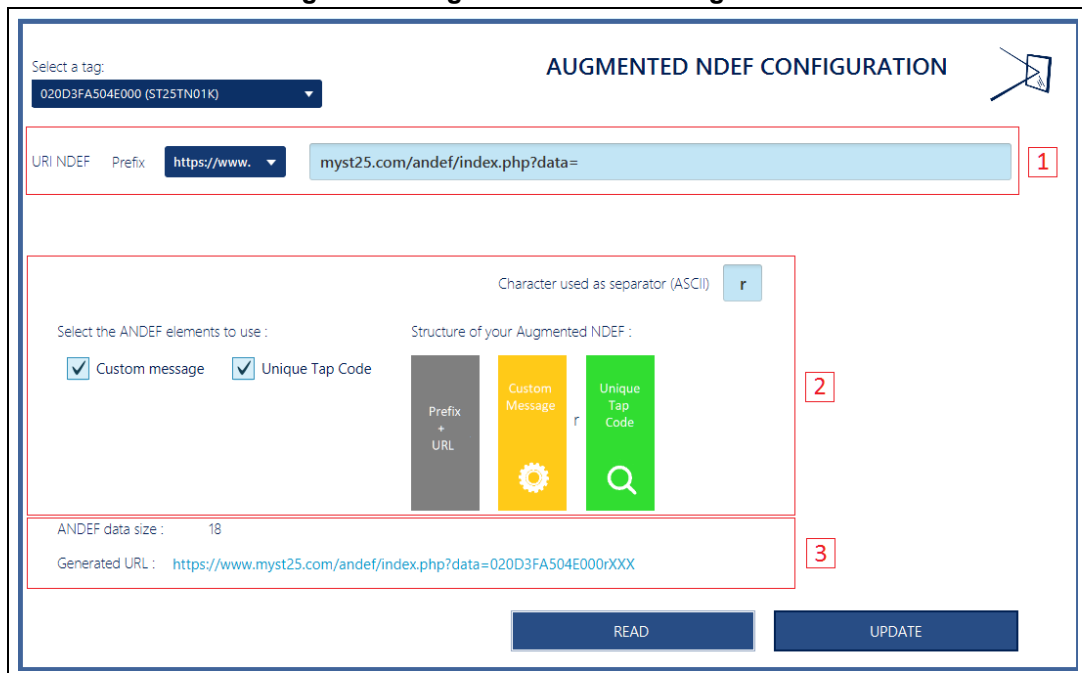 Select a tag:
AUGMENTED NDEF CONFIGURATION
020D3FA504E000 (ST25TN01K)
URI NDEF Prefix https://www. myst25.com/andef/index.php?data=
1
Character used as separator (ASCII) r
Select the ANDEF elements to use :
Structure of your Augmented NDEF :
Custom message Unique Tap Code
Prefix
+
URL
Custom
Message
r
Unique
Tap
Code
2
ANDEF data size : 18
Generated URL : https://www.myst25.com/andef/index.php?data=020D3FA504E000rXXX
3
READ UPDATE